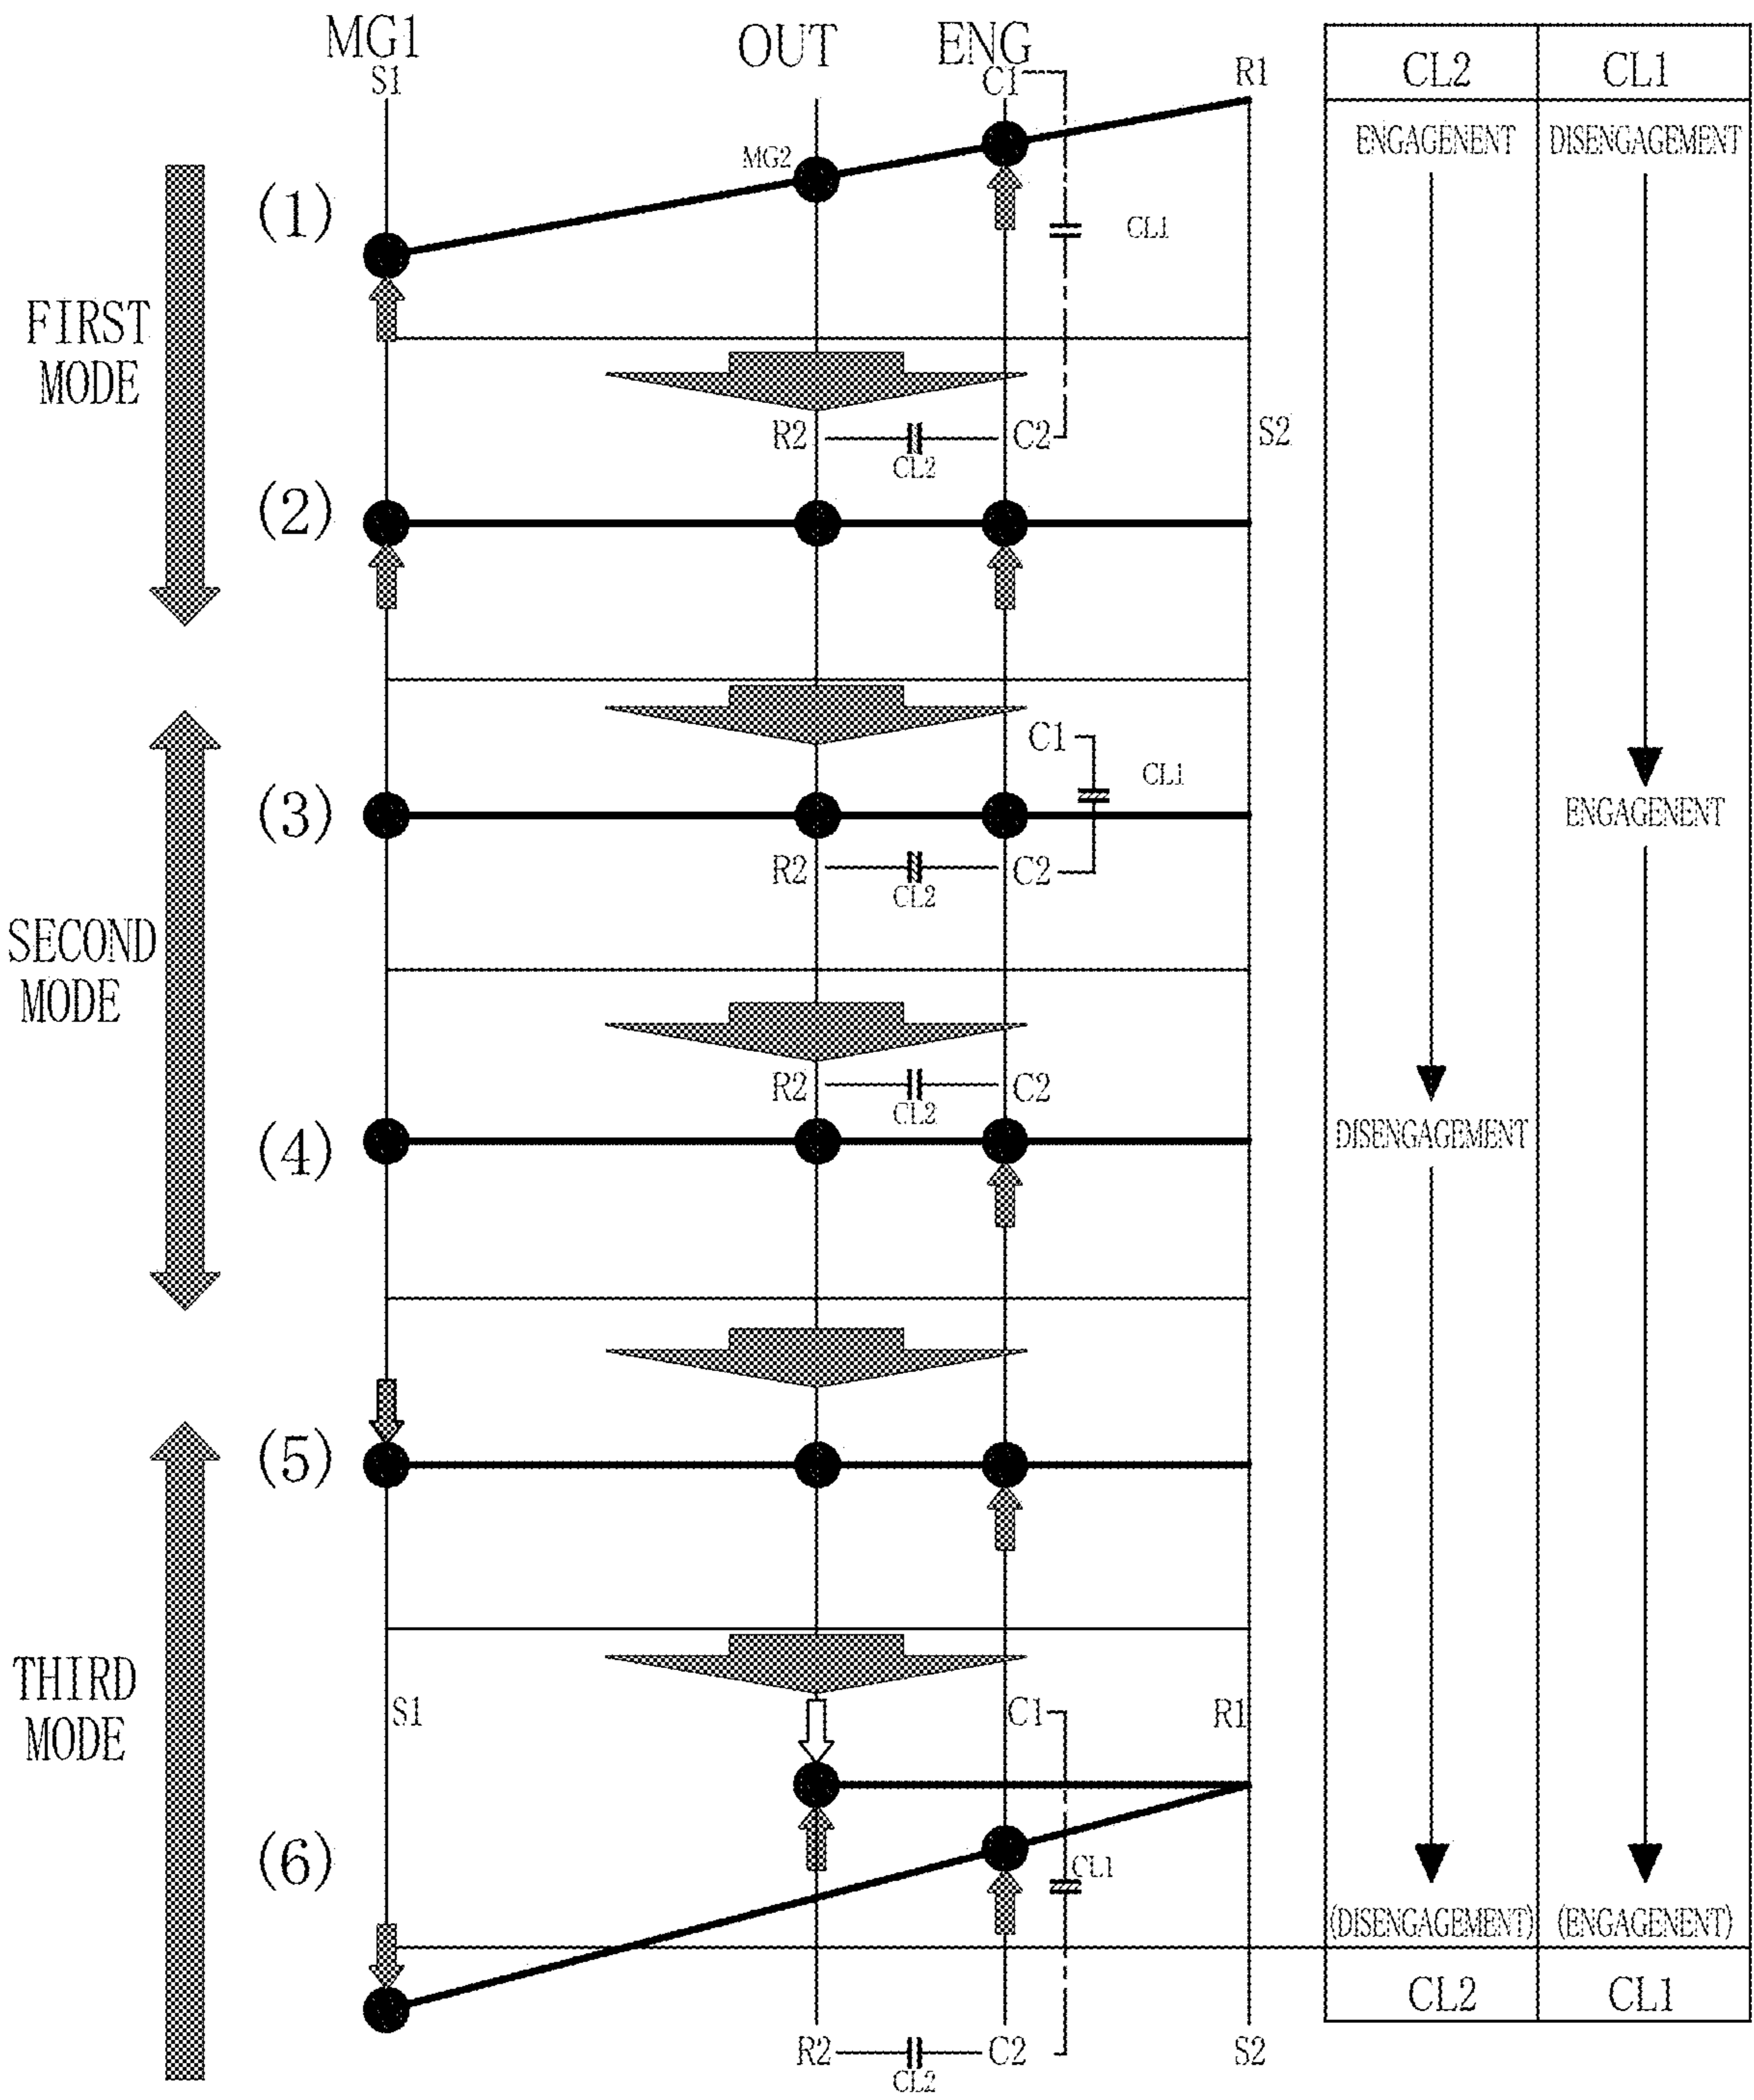 MG1 OUT ENG
S1 C1 R1
CL2 CL1
ENGAGENENT DISENGAGEMENT
MG2
(1)
CL1
FIRST
MODE
R2 C2 S2
CL2
(2)
C1
CL1
(3)
ENGAGENENT
R2 C2
CL2
SECOND
MODE
R2 C2
CL2
(4)
DISENGAGEMENT
(5)
THIRD
MODE
S1 C1 R1
(6)
CL1
(DISENGAGEMENT) (ENGAGENENT)
CL2 CL1
R2 C2 S2
CL2